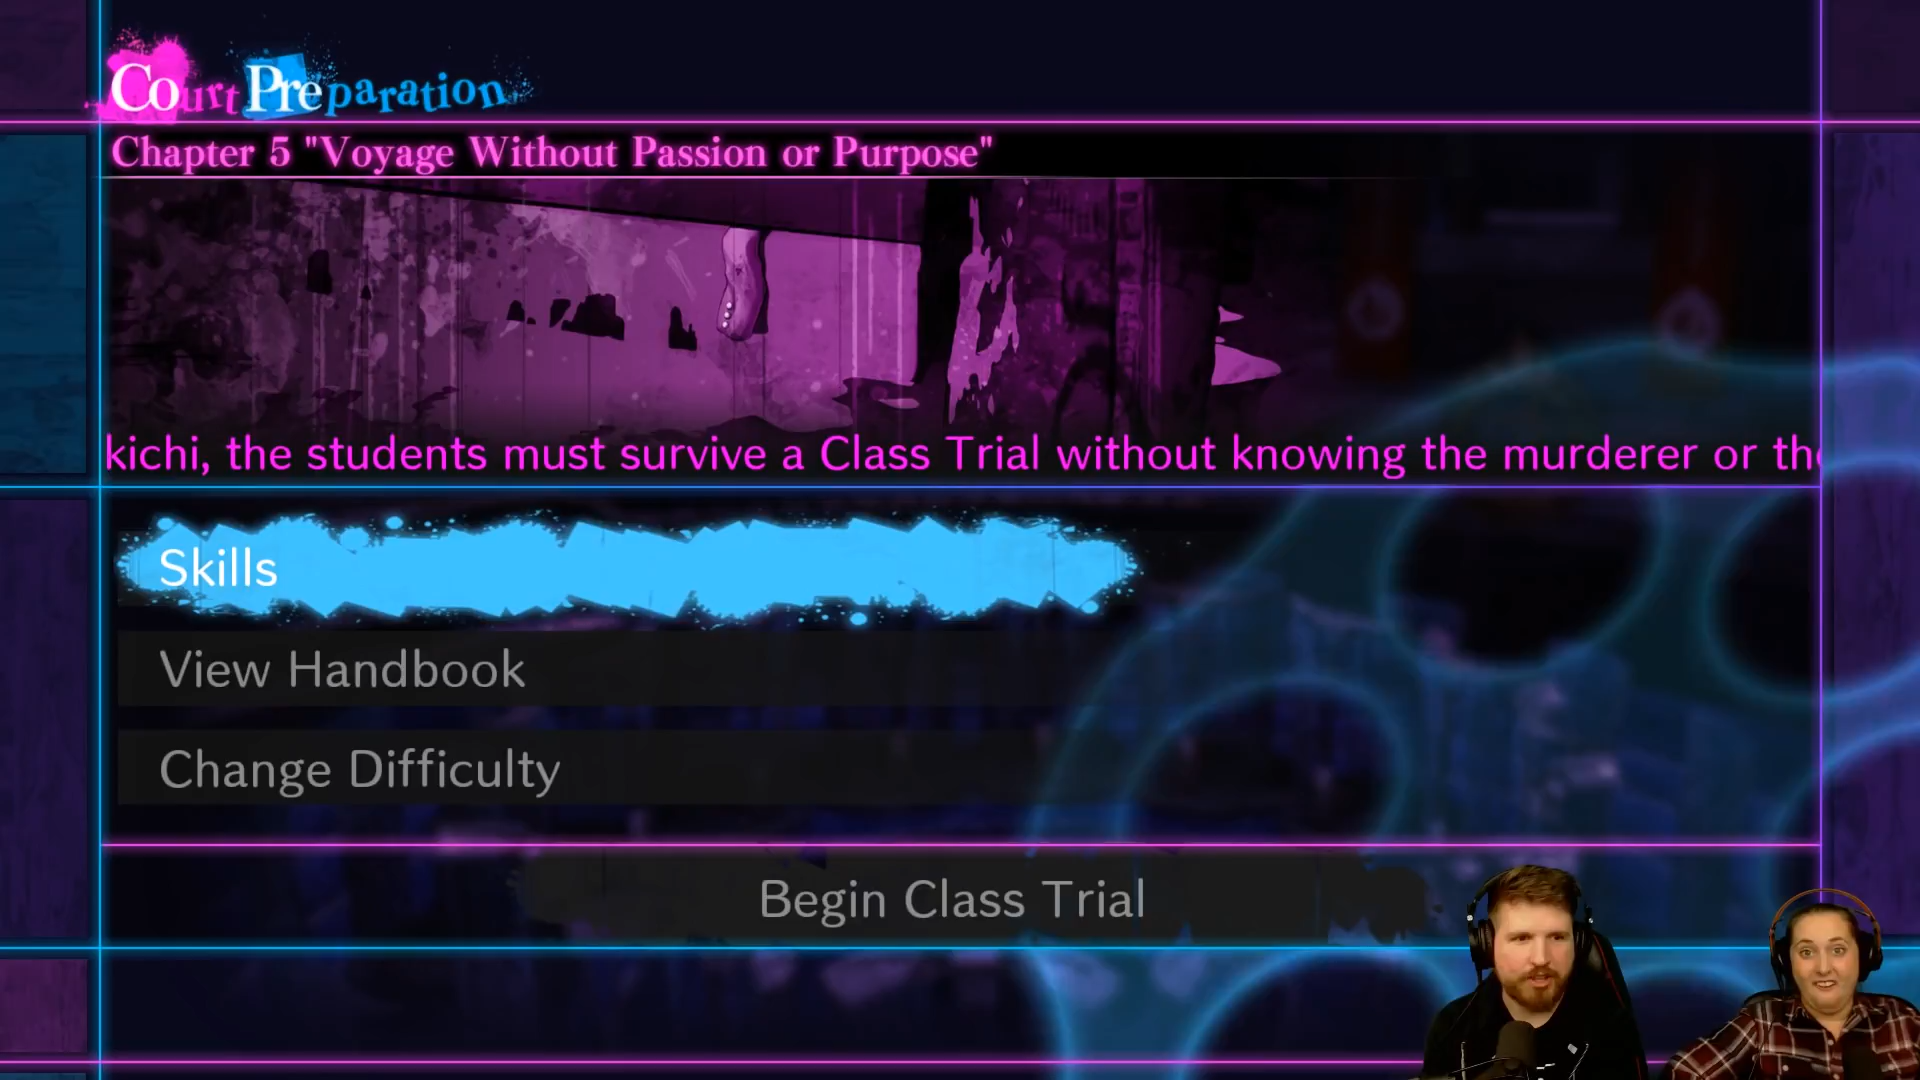 Court Preparation
Chapter 5 "Voyage Without Passion or Purpose"
kichi, the students must survive a Class Trial without knowing the murderer or the
Skills
View Handbook
Change Difficulty
Begin Class Trial